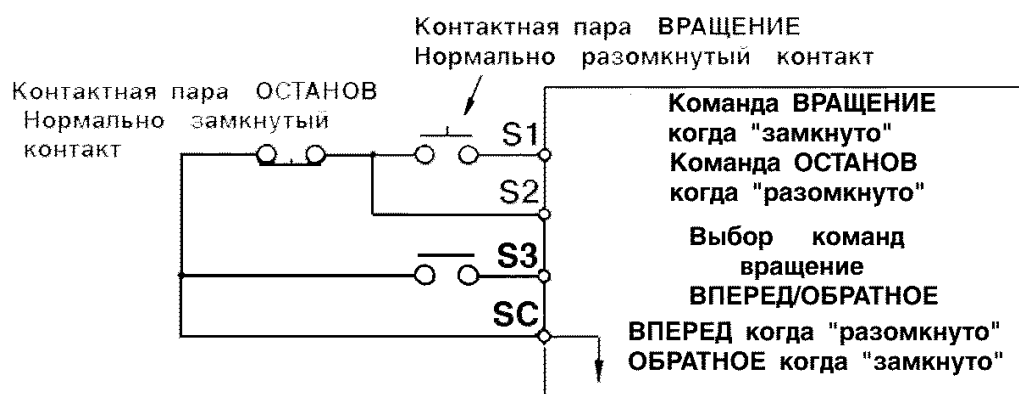 Контактная пара ВРАЩЕНИЕ
Нормально разомкнутый контакт
Контактная пара ОСТАНОВ
Нормально замкнутый
контакт
S1
Команда ВРАЩЕНИЕ
когда "замкнуто"
S2
Команда ОСТАНОВ
когда "разомкнуто"
S3
Выбор команд
вращение
ВПЕРЕД/ОБРАТНОЕ
SC
ВПЕРЕД когда "разомкнуто"
ОБРАТНОЕ когда "замкнуто"